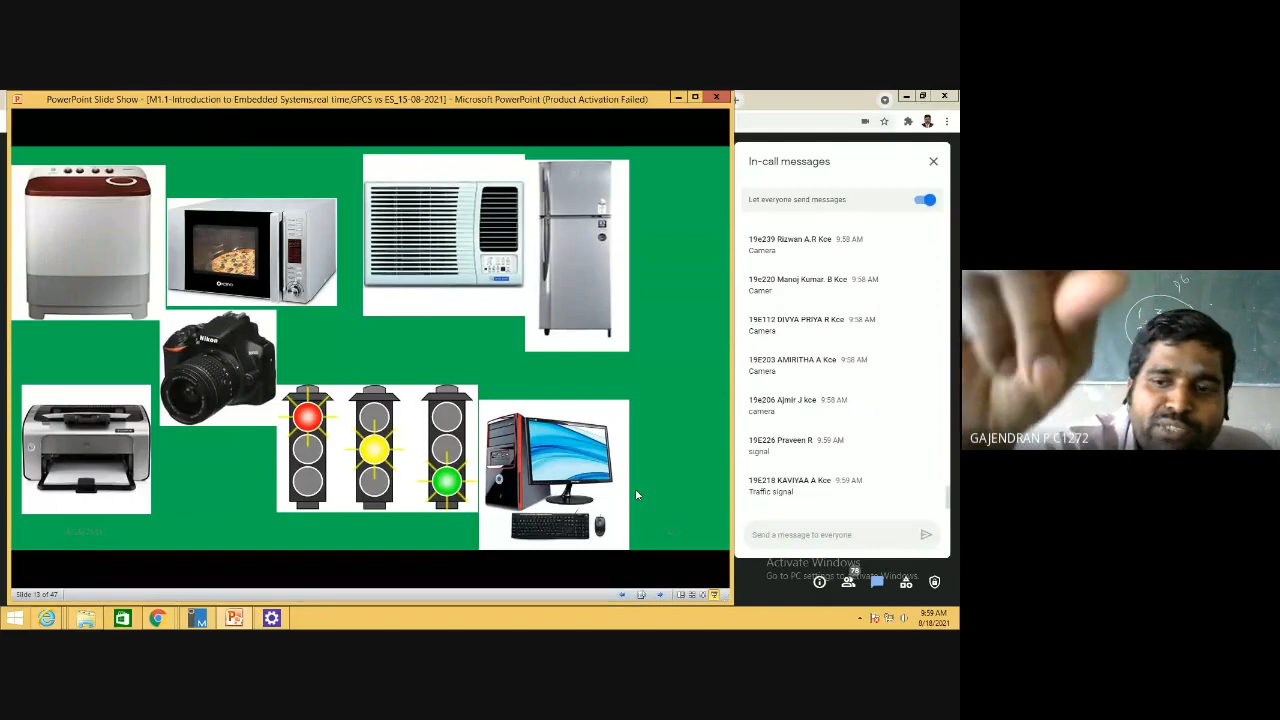 PowerPoint Slide Show - [M1.1-Introduction to Embedded Systems,real time,GPCS vs ES_15-08-2021] - Microsoft PowerPoint (Product Activation Failed)
Nikon
In-call messages
Let everyone send messages
19e239 Rizwan A.R Kce 9:58 AM
Camera
19e220 Manoj Kumar. B Kce 9:58 AM
Camer
19E112 DIVYA PRIYA R Kce 9:58 AM
Camera
19E203 AMIRITHA A Kce 9:58 AM
Camera
19e206 Ajmir J kce 9:58 AM
camera
19E226 Praveen R 9:59 AM
signal
19E218 KAVIYAA A Kce 9:59 AM
Traffic signal
Send a message to everyone
Activate Windows
Go to PC settings to activate Windows.
78
GAJENDRAN P C1272
Slide 13 of 47
9:59 AM
8/18/2021